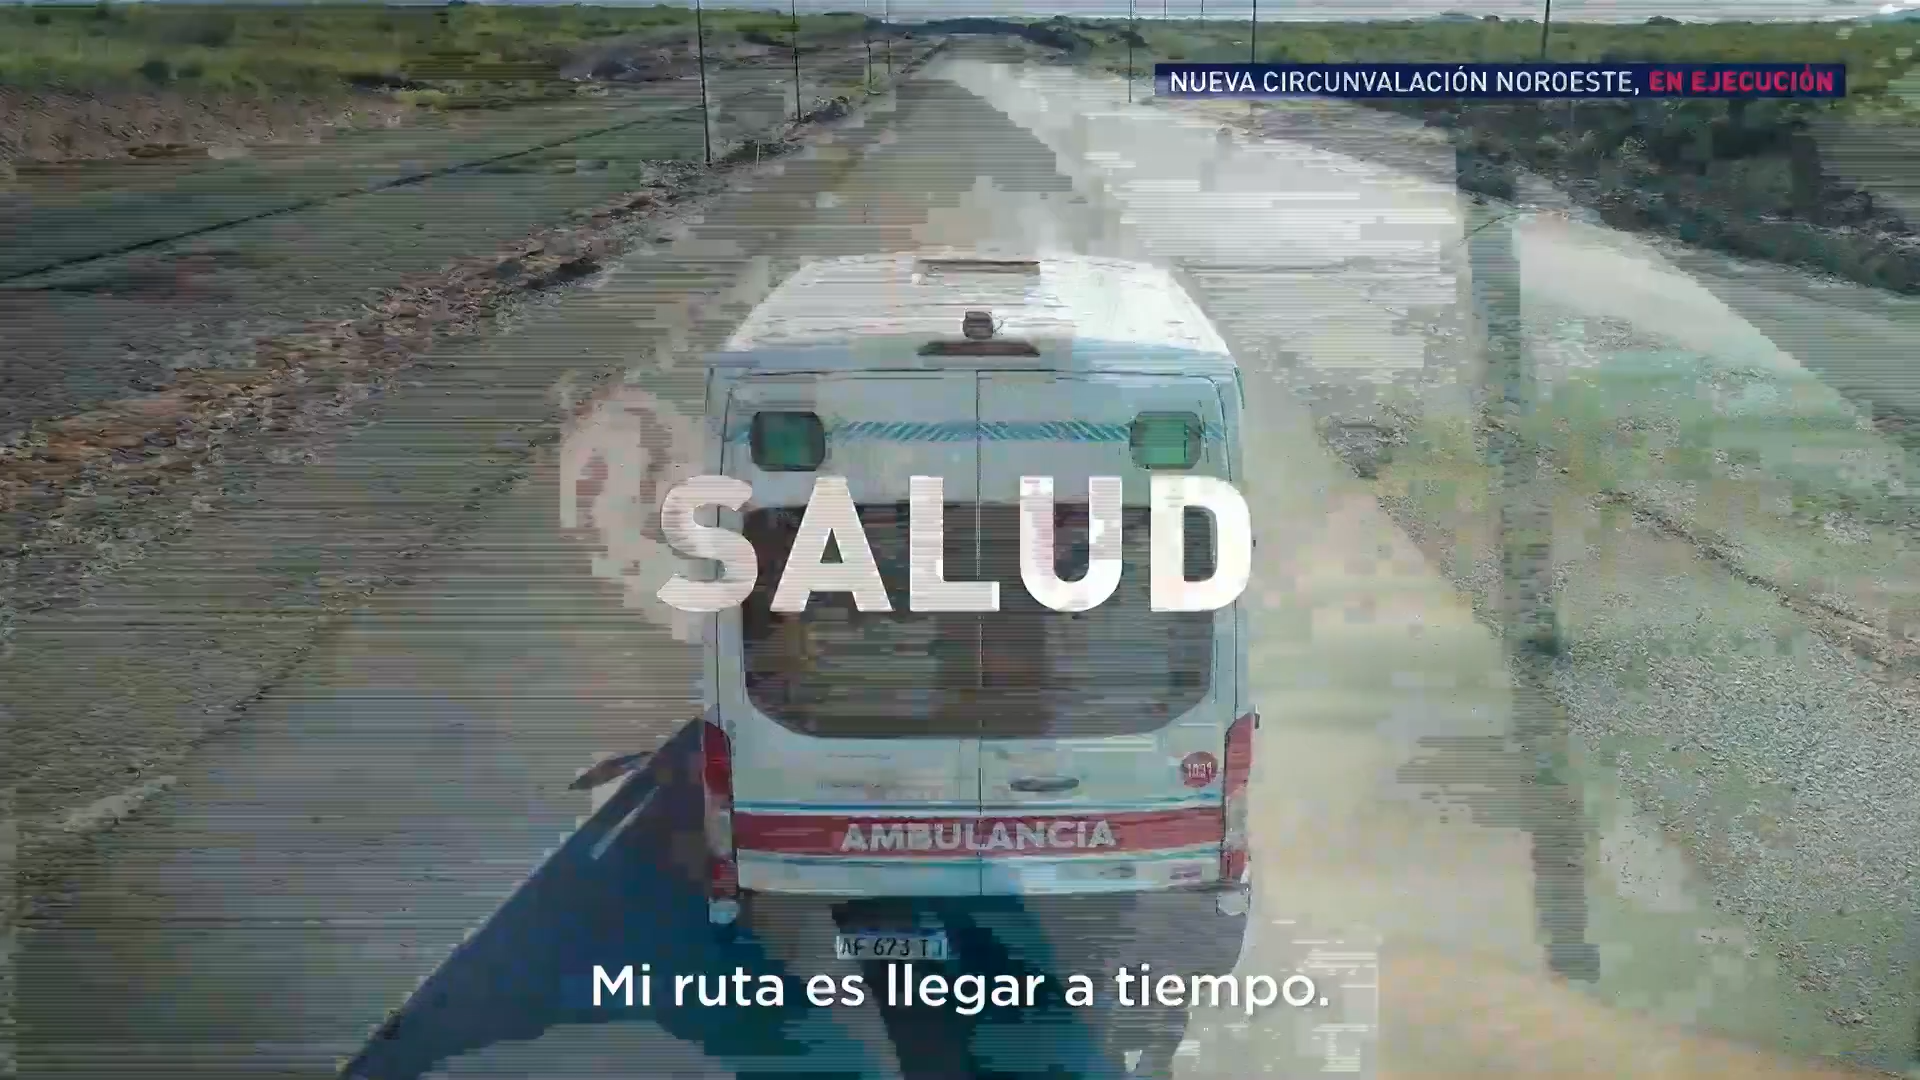 NUEVA CIRCUNVALACIÓN NOROESTE, EN EJECUCIÓN
SALUD
AMBULANCIA
Mi ruta es llegar a tiempo.